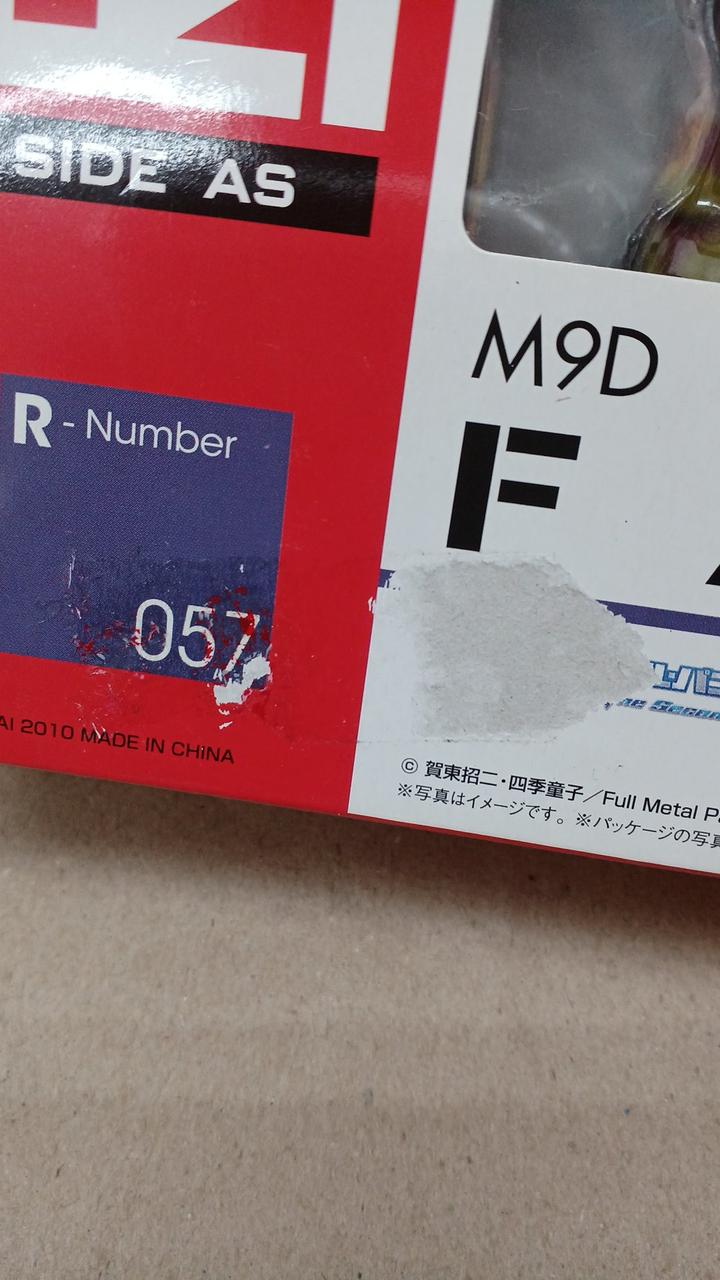 SIDE AS
M9D
F
R - Number
057
AI 2010 MADE IN CHINA
© 賀東招二・四季童子／Full Metal Pa
※写真はイメージです。※パッケージの写真